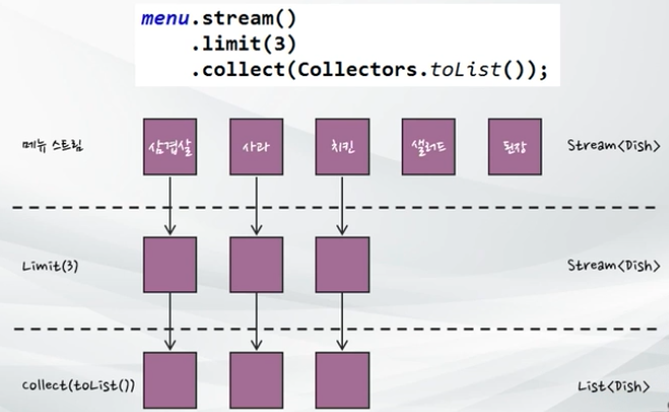 menu.stream()
.limit(3)
.collect(Collectors.toList());
메뉴 스트림 삼겹살 사과 치킨 샐러드 된장 Stream<Dish>
Limit(3) Stream<Dish>
collect(toList()) List<Dish>